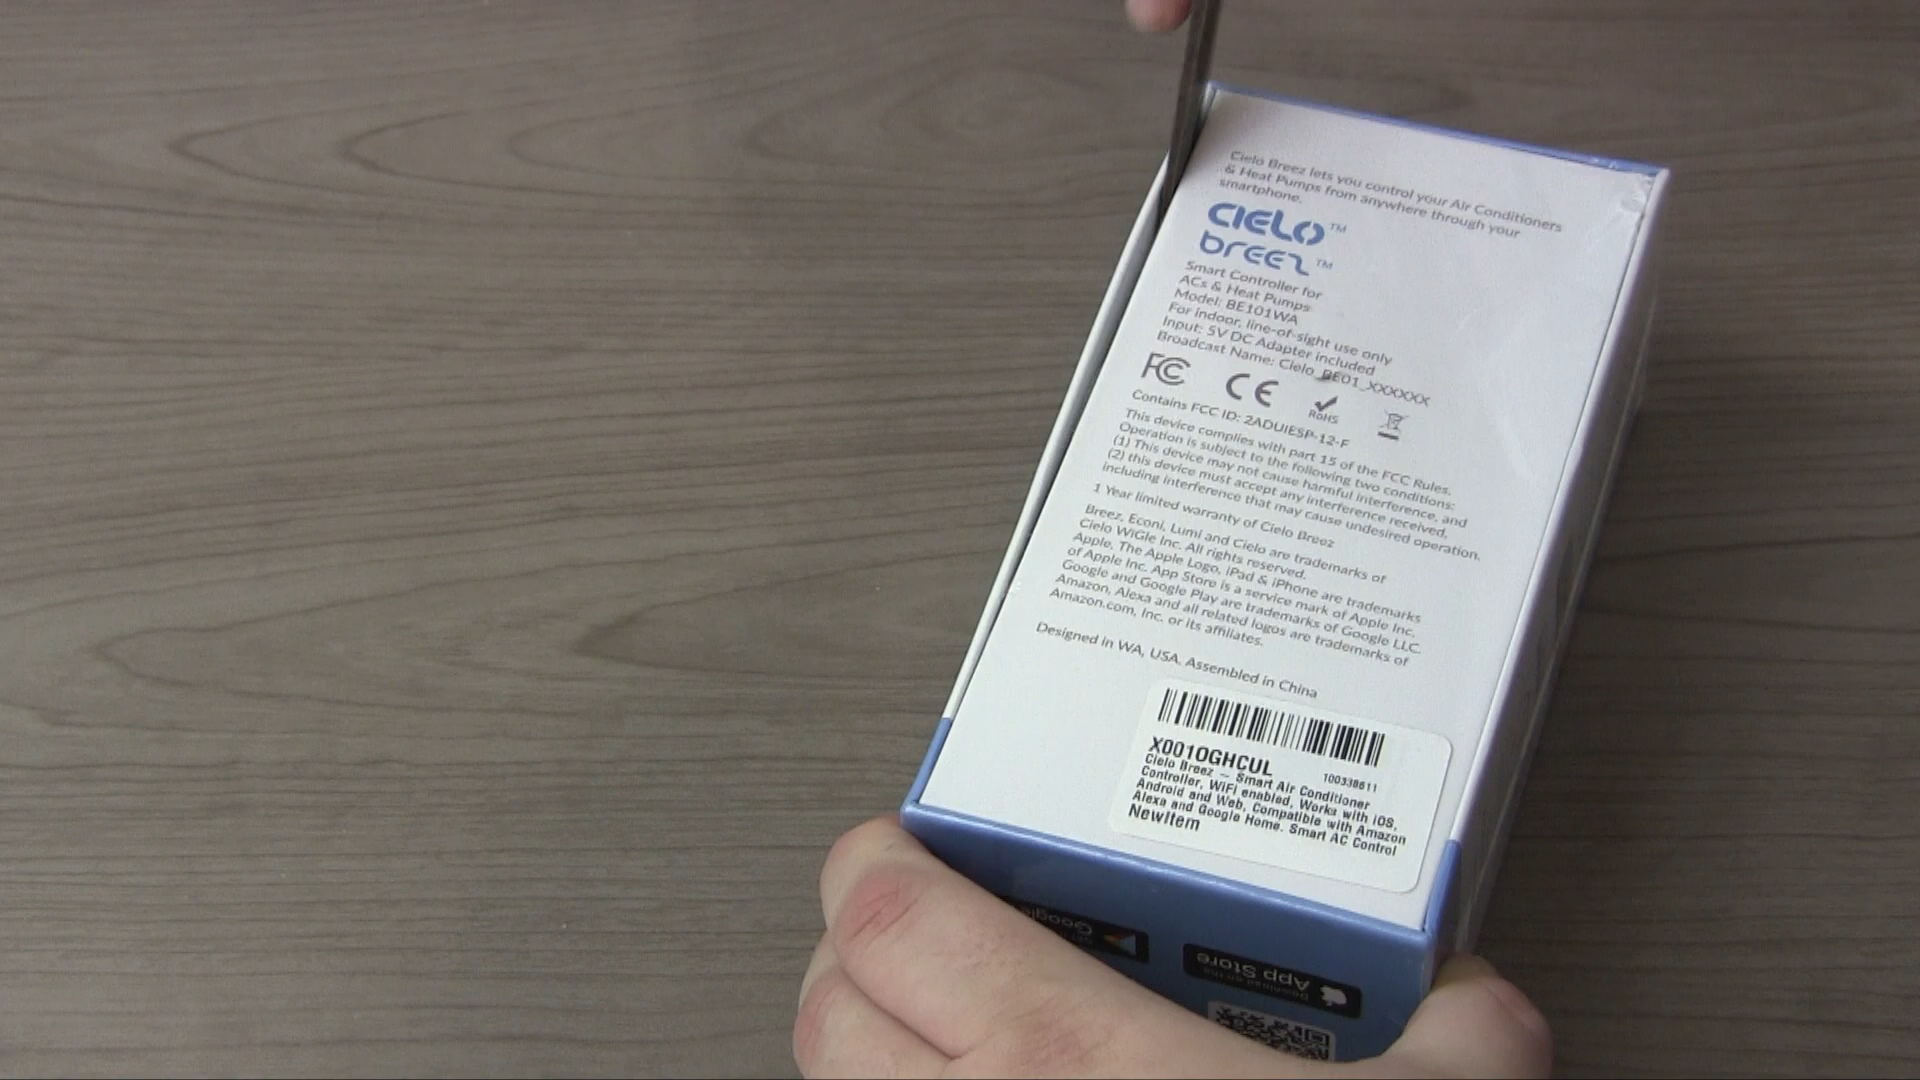 Cielo Breez lets you control your Air Conditioners
& Heat Pumps from anywhere through your
smartphone.
CIELO™
breez™
Smart Controller for
ACs & Heat Pumps
Model: BE101WA
For indoor, line-of-sight use only
Input: 5V DC Adapter included
Broadcast Name: Cielo_BE01_XXXXXX
FC CE RoHS
Contains FCC ID: 2ADUIESP-12-F
This device complies with part 15 of the FCC Rules.
Operation is subject to the following two conditions:
(1) This device may not cause harmful interference, and
(2) this device must accept any interference received,
including interference that may cause undesired operation.
1 Year limited warranty of Cielo Breez
Breez, Econi, Lumi and Cielo are trademarks of
Cielo WiGle Inc. All rights reserved.
Apple, The Apple Logo, iPad & iPhone are trademarks
of Apple Inc. App Store is a service mark of Apple Inc.
Google and Google Play are trademarks of Google LLC.
Amazon, Alexa and all related logos are trademarks of
Amazon.com, Inc. or its affiliates.
Designed in WA, USA, Assembled in China
X0010GHCUL
100338611
Cielo Breez – Smart Air Conditioner
Controller, WiFi enabled, Works with iOS,
Android and Web, Compatible with Amazon
Alexa and Google Home. Smart AC Control
NewItem
Google
Download on the
App Store